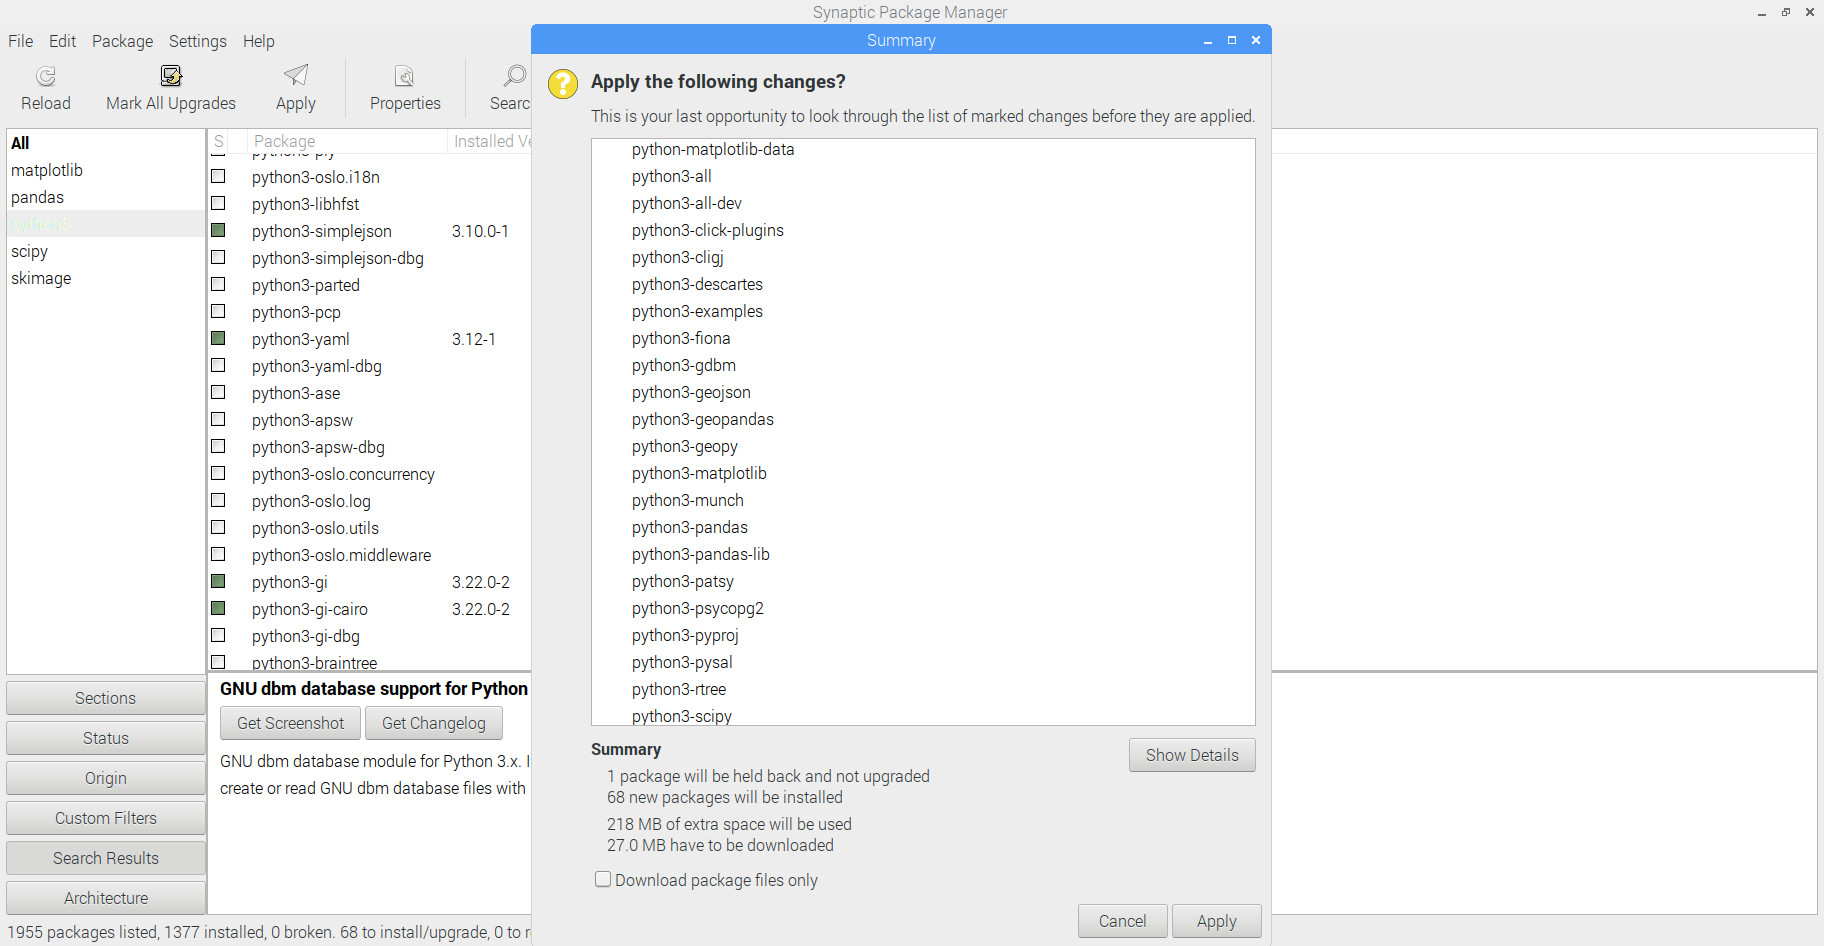 Synaptic Package Manager
File Edit Package Settings Help
Reload Mark All Upgrades Apply Properties Searc
All
matplotlib
pandas
python3
scipy
skimage
Sections
Status
Origin
Custom Filters
Search Results
Architecture
S Package Installed Ve
python3-ply
python3-oslo.i18n
python3-libhfst
python3-simplejson 3.10.0-1
python3-simplejson-dbg
python3-parted
python3-pcp
python3-yaml 3.12-1
python3-yaml-dbg
python3-ase
python3-apsw
python3-apsw-dbg
python3-oslo.concurrency
python3-oslo.log
python3-oslo.utils
python3-oslo.middleware
python3-gi 3.22.0-2
python3-gi-cairo 3.22.0-2
python3-gi-dbg
python3-braintree
GNU dbm database support for Python
Get Screenshot Get Changelog
GNU dbm database module for Python 3.x. I
create or read GNU dbm database files with
1955 packages listed, 1377 installed, 0 broken. 68 to install/upgrade, 0 to r
Summary
Apply the following changes?
This is your last opportunity to look through the list of marked changes before they are applied.
python-matplotlib-data
python3-all
python3-all-dev
python3-click-plugins
python3-cligj
python3-descartes
python3-examples
python3-fiona
python3-gdbm
python3-geojson
python3-geopandas
python3-geopy
python3-matplotlib
python3-munch
python3-pandas
python3-pandas-lib
python3-patsy
python3-psycopg2
python3-pyproj
python3-pysal
python3-rtree
python3-scipy
Summary
Show Details
1 package will be held back and not upgraded
68 new packages will be installed
218 MB of extra space will be used
27.0 MB have to be downloaded
Download package files only
Cancel Apply